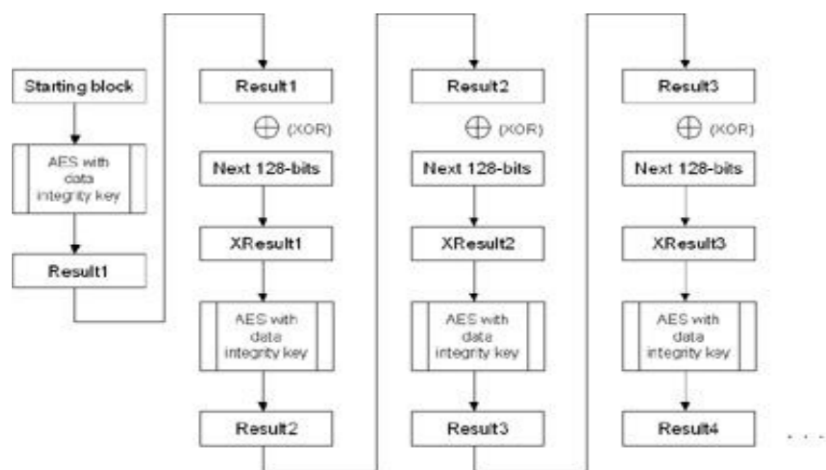 Starting block
AES with
data
integrity key
Result1
Result1
(XOR)
Next 128-bits
XResult1
AES with
data
integrity key
Result2
Result2
(XOR)
Next 128-bits
XResult2
AES with
data
integrity key
Result3
Result3
(XOR)
Next 128-bits
XResult3
AES with
data
integrity key
Result4
. . .